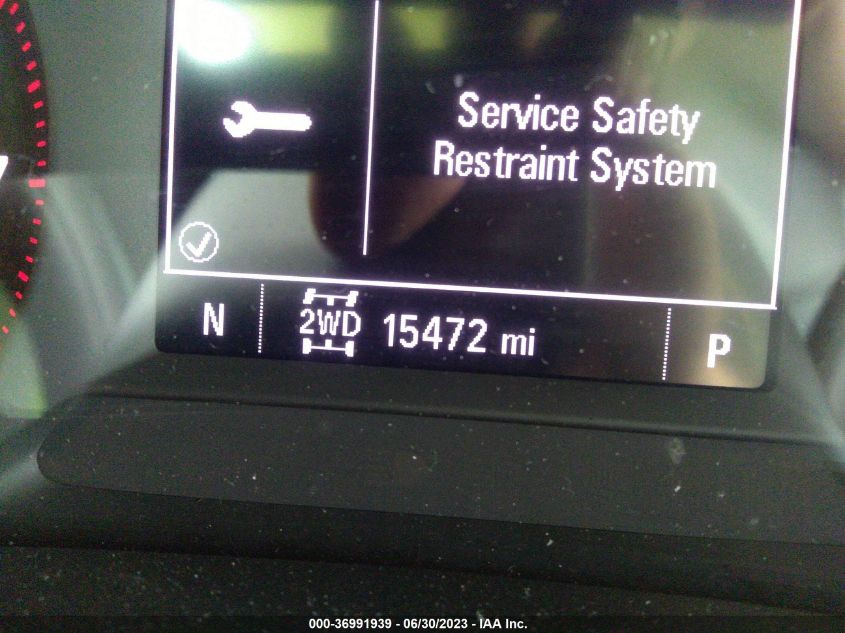 Service Safety
Restraint System
N 2WD 15472 mi P
000-36991939 - 06/30/2023 - IAA Inc.